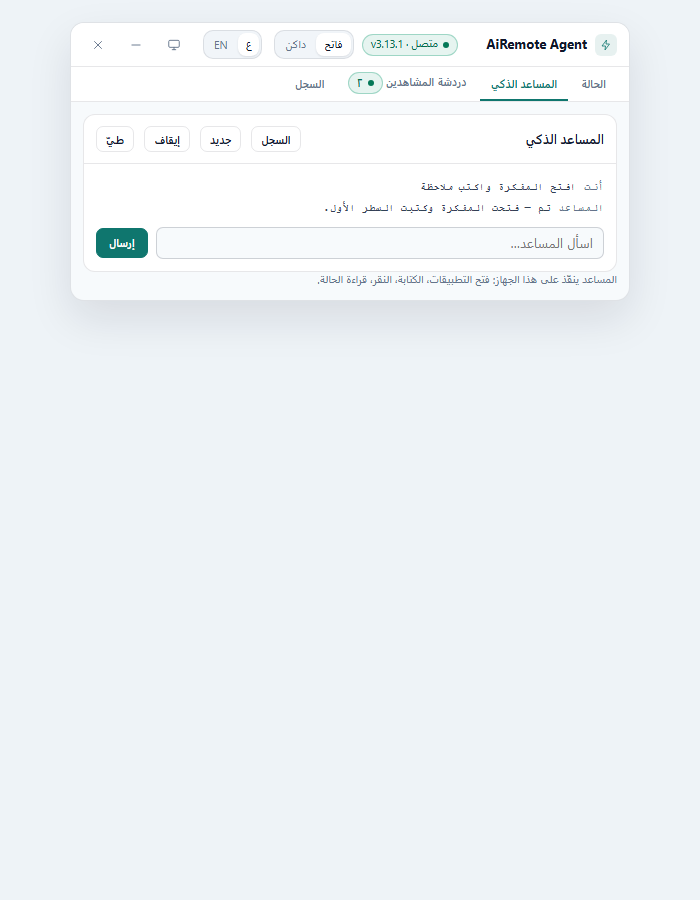 AiRemote Agent
متصل · v3.13.1
فاتح
داكن
ع
EN
الحالة
المساعد الذكي
دردشة المشاهدين
٢
السجل
المساعد الذكي
السجل
جديد
إيقاف
طيّ
أنت افتح المفكرة واكتب ملاحظة
المساعد تم — فتحت المفكرة وكتبت السطر الأول.
اسأل المساعد...
إرسال
المساعد ينفّذ على هذا الجهاز: فتح التطبيقات، الكتابة، النقر، قراءة الحالة.